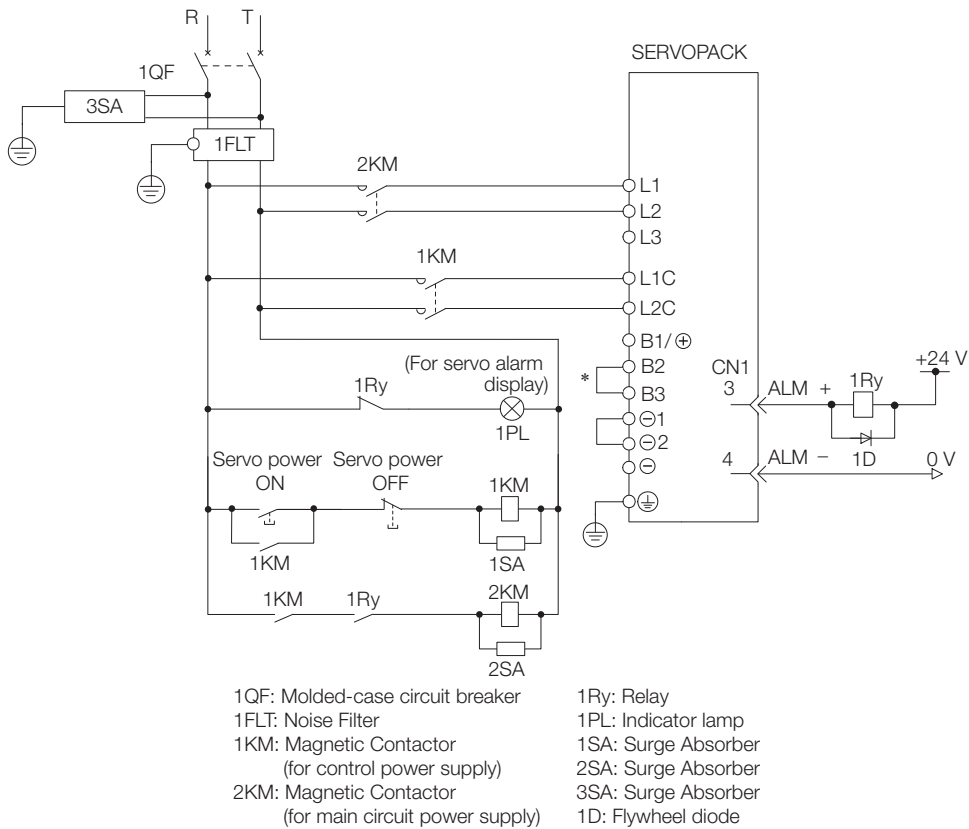 R T
SERVOPACK
1QF
3SA
1FLT
2KM
L1
L2
L3
1KM
L1C
L2C
B1/⊕
(For servo alarm
display)
1Ry
1PL
B2
*
B3
⊖1
⊖2
⊖
CN1
3 ALM +
1Ry
+24 V
1D
4 ALM −
0 V
Servo power
ON
Servo power
OFF
1KM
1KM
1SA
1KM
1Ry
2KM
2SA
1QF: Molded-case circuit breaker
1FLT: Noise Filter
1KM: Magnetic Contactor
(for control power supply)
2KM: Magnetic Contactor
(for main circuit power supply)
1Ry: Relay
1PL: Indicator lamp
1SA: Surge Absorber
2SA: Surge Absorber
3SA: Surge Absorber
1D: Flywheel diode